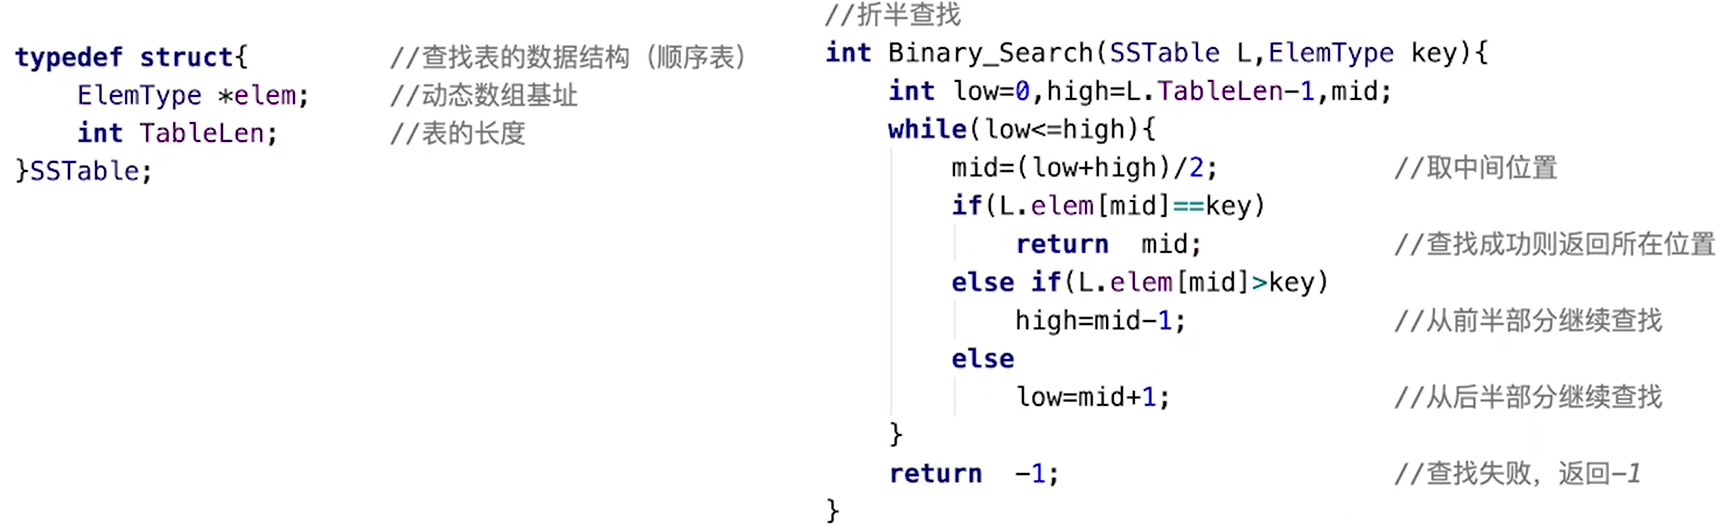 typedef struct{ //查找表的数据结构（顺序表）
    ElemType *elem; //动态数组基址
    int TableLen; //表的长度
}SSTable;
//折半查找
int Binary_Search(SSTable L,ElemType key){
    int low=0,high=L.TableLen-1,mid;
    while(low<=high){
        mid=(low+high)/2; //取中间位置
        if(L.elem[mid]==key)
            return mid; //查找成功则返回所在位置
        else if(L.elem[mid]>key)
            high=mid-1; //从前半部分继续查找
        else
            low=mid+1; //从后半部分继续查找
    }
    return -1; //查找失败，返回-1
}